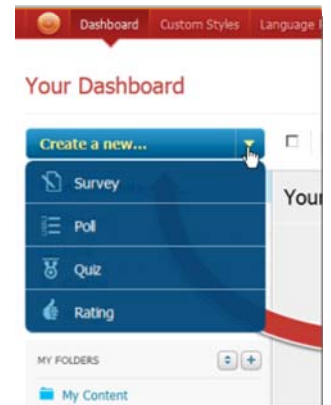 Dashboard Custom Styles Language
Your Dashboard
Create a new...
Survey
Your
Poll
Quiz
Rating
MY FOLDERS
My Content